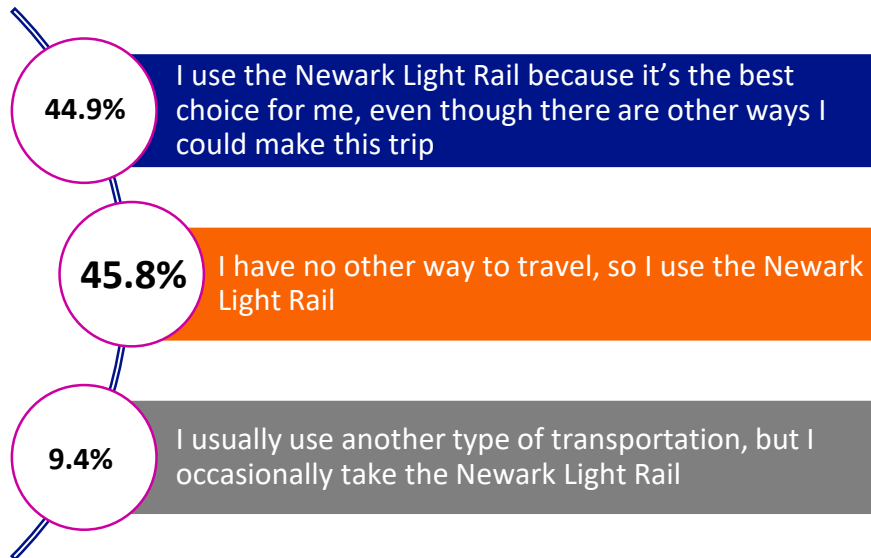 44.9%
I use the Newark Light Rail because it’s the best
choice for me, even though there are other ways I
could make this trip
45.8%
I have no other way to travel, so I use the Newark
Light Rail
9.4%
I usually use another type of transportation, but I
occasionally take the Newark Light Rail